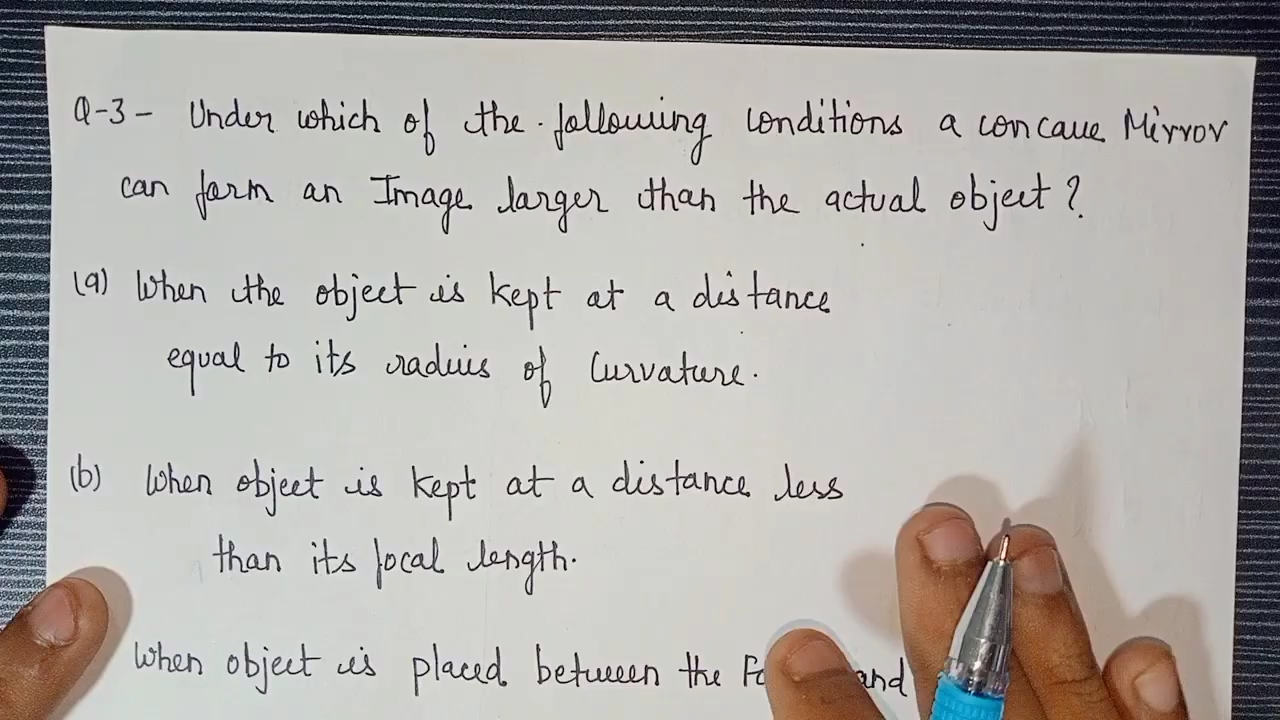 Q-3- Under which of the following conditions a concave Mirror
can form an Image larger than the actual object?
(a) When the object is kept at a distance
equal to its radius of Curvature.
(b) When object is kept at a distance less
than its focal length.
When object is placed between the and